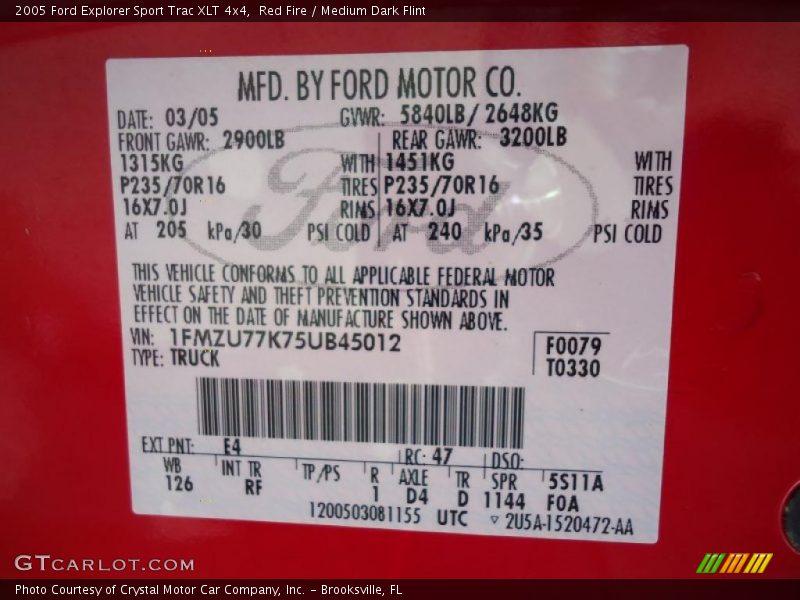 2005 Ford Explorer Sport Trac XLT 4x4, Red Fire / Medium Dark Flint
MFD. BY FORD MOTOR CO.
DATE: 03/05 GVWR: 5840LB / 2648KG
FRONT GAWR: 2900LB REAR GAWR: 3200LB
1315KG WITH 1451KG WITH
P235/70R16 TIRES P235/70R16 TIRES
16X7.0J RIMS 16X7.0J RIMS
AT 205 kPa/30 PSI COLD AT 240 kPa/35 PSI COLD
Ford
THIS VEHICLE CONFORMS TO ALL APPLICABLE FEDERAL MOTOR
VEHICLE SAFETY AND THEFT PREVENTION STANDARDS IN
EFFECT ON THE DATE OF MANUFACTURE SHOWN ABOVE.
VIN: 1FMZU77K75UB45012 F0079
TYPE: TRUCK T0330
EXT PNT: E4 RC: 47 DSO:
WB INT TR TP/PS R AXLE TR SPR 5S11A
126 RF 1 D4 D 1144 F0A
1200503081155 UTC ▽ 2U5A-1520472-AA
GTCARLOT.COM
Photo Courtesy of Crystal Motor Car Company, Inc. - Brooksville, FL